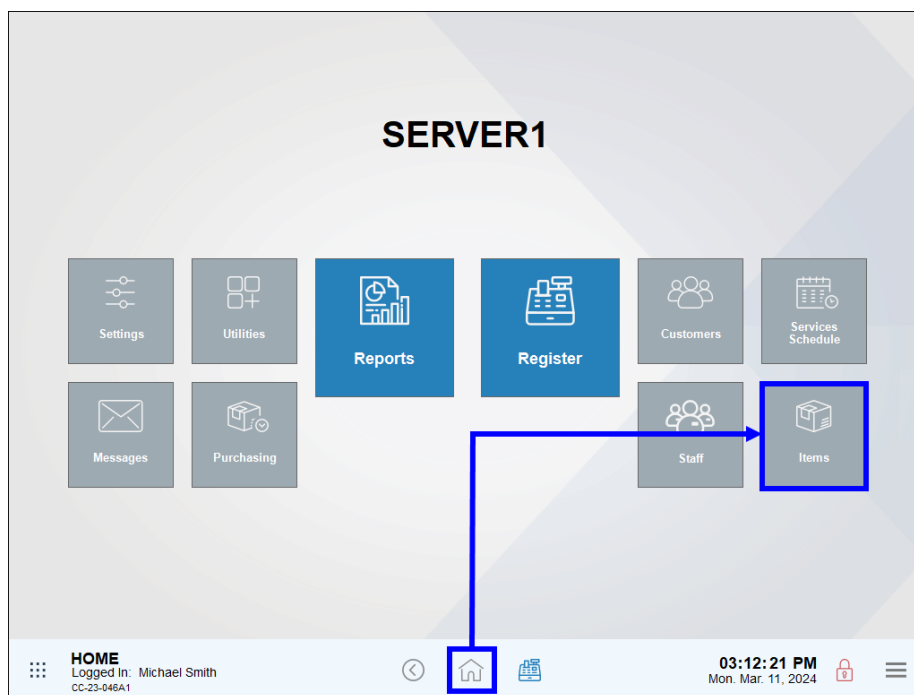 SERVER1
Settings
Utilities
Reports
Register
Customers
Services
Schedule
Messages
Purchasing
Staff
Items
HOME
Logged In: Michael Smith
CC-23-046A1
03:12:21 PM
Mon. Mar. 11, 2024